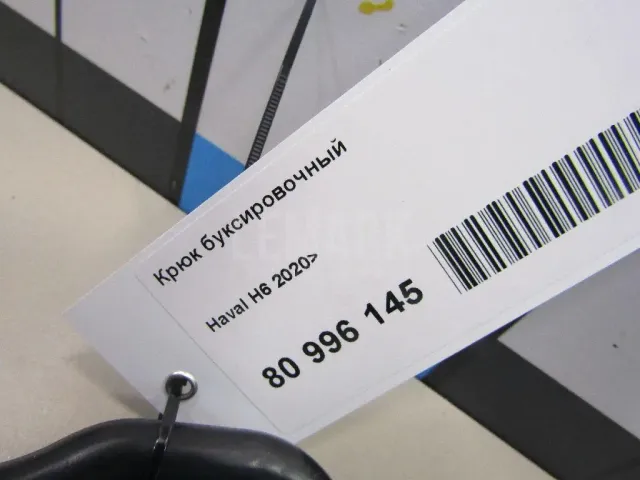 Крюк буксировочный
Haval H6 2020>
80 996 145